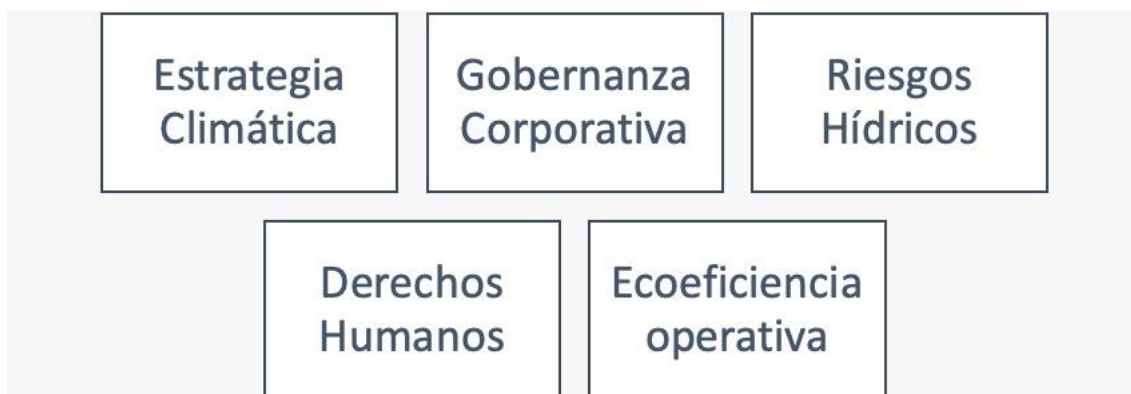 Estrategia
Climática
Gobernanza
Corporativa
Riesgos
Hídricos
Derechos
Humanos
Ecoeficiencia
operativa